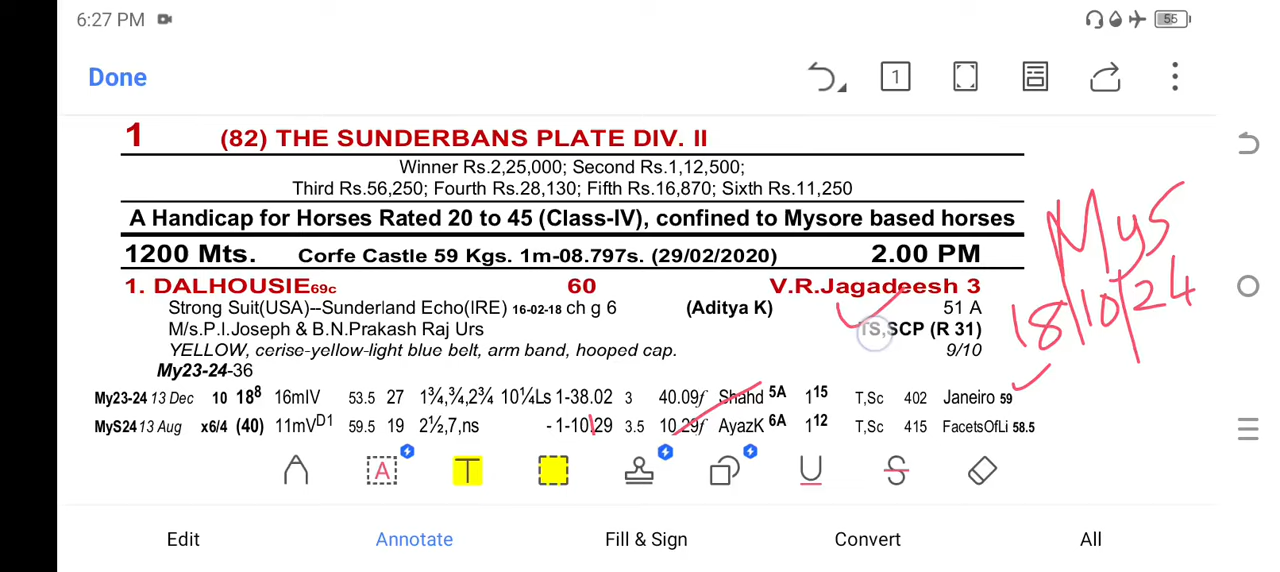 6:27 PM
55
Done
1
1 (82) THE SUNDERBANS PLATE DIV. II
Winner Rs.2,25,000; Second Rs.1,12,500;
Third Rs.56,250; Fourth Rs.28,130; Fifth Rs.16,870; Sixth Rs.11,250
A Handicap for Horses Rated 20 to 45 (Class-IV), confined to Mysore based horses
1200 Mts. Corfe Castle 59 Kgs. 1m-08.797s. (29/02/2020) 2.00 PM
Mys
18/10/24
1. DALHOUSIE69c 60 V.R.Jagadeesh 3
Strong Suit(USA)--Sunderland Echo(IRE) 16-02-18 ch g 6 (Aditya K) 51 A
M/s.P.I.Joseph & B.N.Prakash Raj Urs TS,SCP (R 31)
YELLOW, cerise-yellow-light blue belt, arm band, hooped cap. 9/10
My23-24-36
My23-24 13 Dec 10 18⁸ 16mIV 53.5 27 1¾,¾,2¾ 10¼Ls 1-38.02 3 40.09f Shahd 5A 1¹⁵ T,Sc 402 Janeiro 59
MyS24 13 Aug x6/4 (40) 11mVD1 59.5 19 2½,7,ns - 1-10.29 3.5 10.29f AyazK 6A 1¹² T,Sc 415 FacetsOfLi 58.5
A T U S
Edit Annotate Fill & Sign Convert All